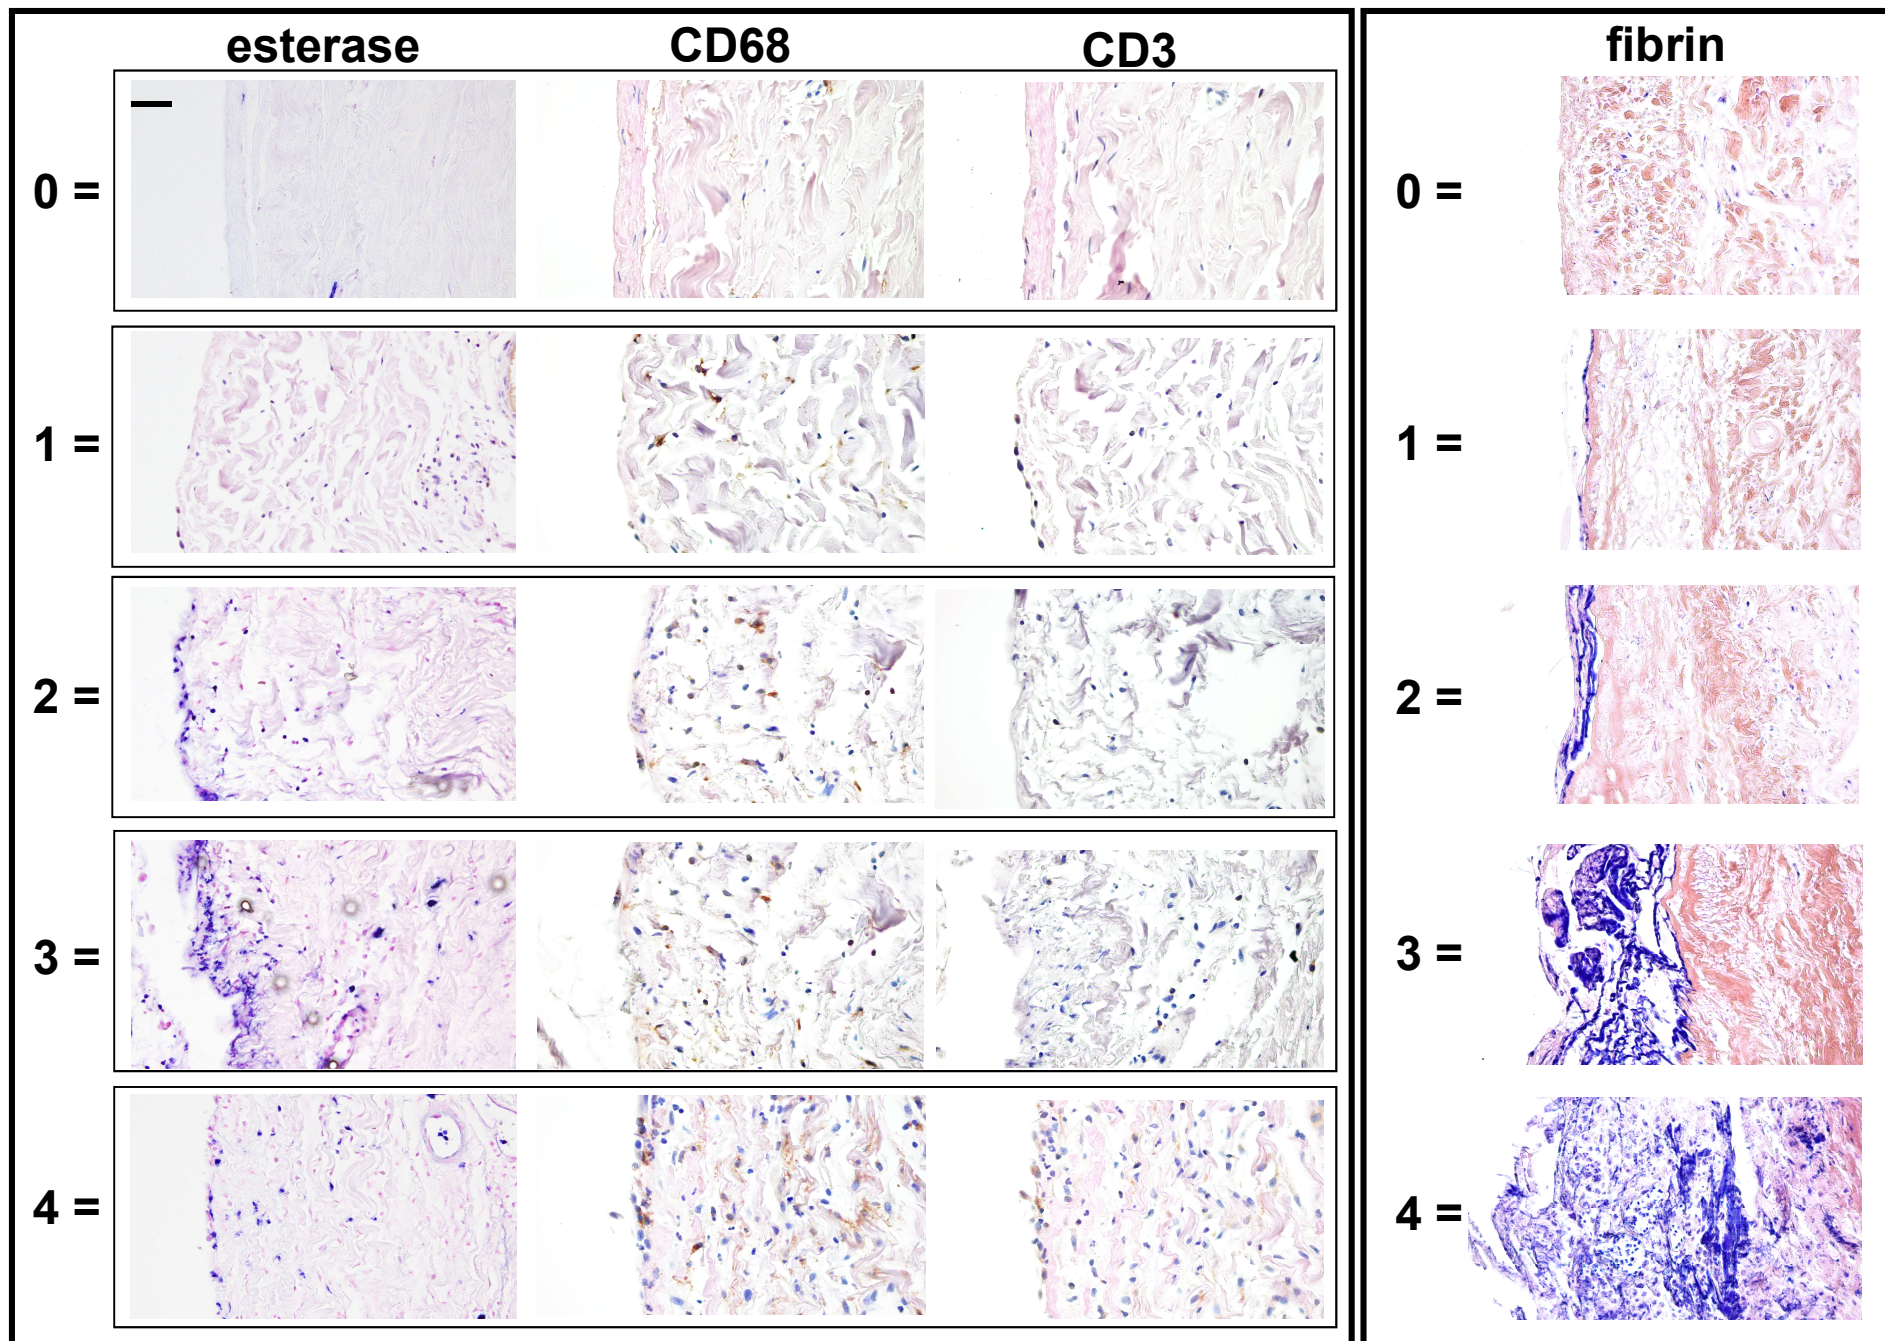 esterase CD68 CD3 fibrin
0 = 0 =
1 = 1 =
2 = 2 =
3 = 3 =
4 = 4 =